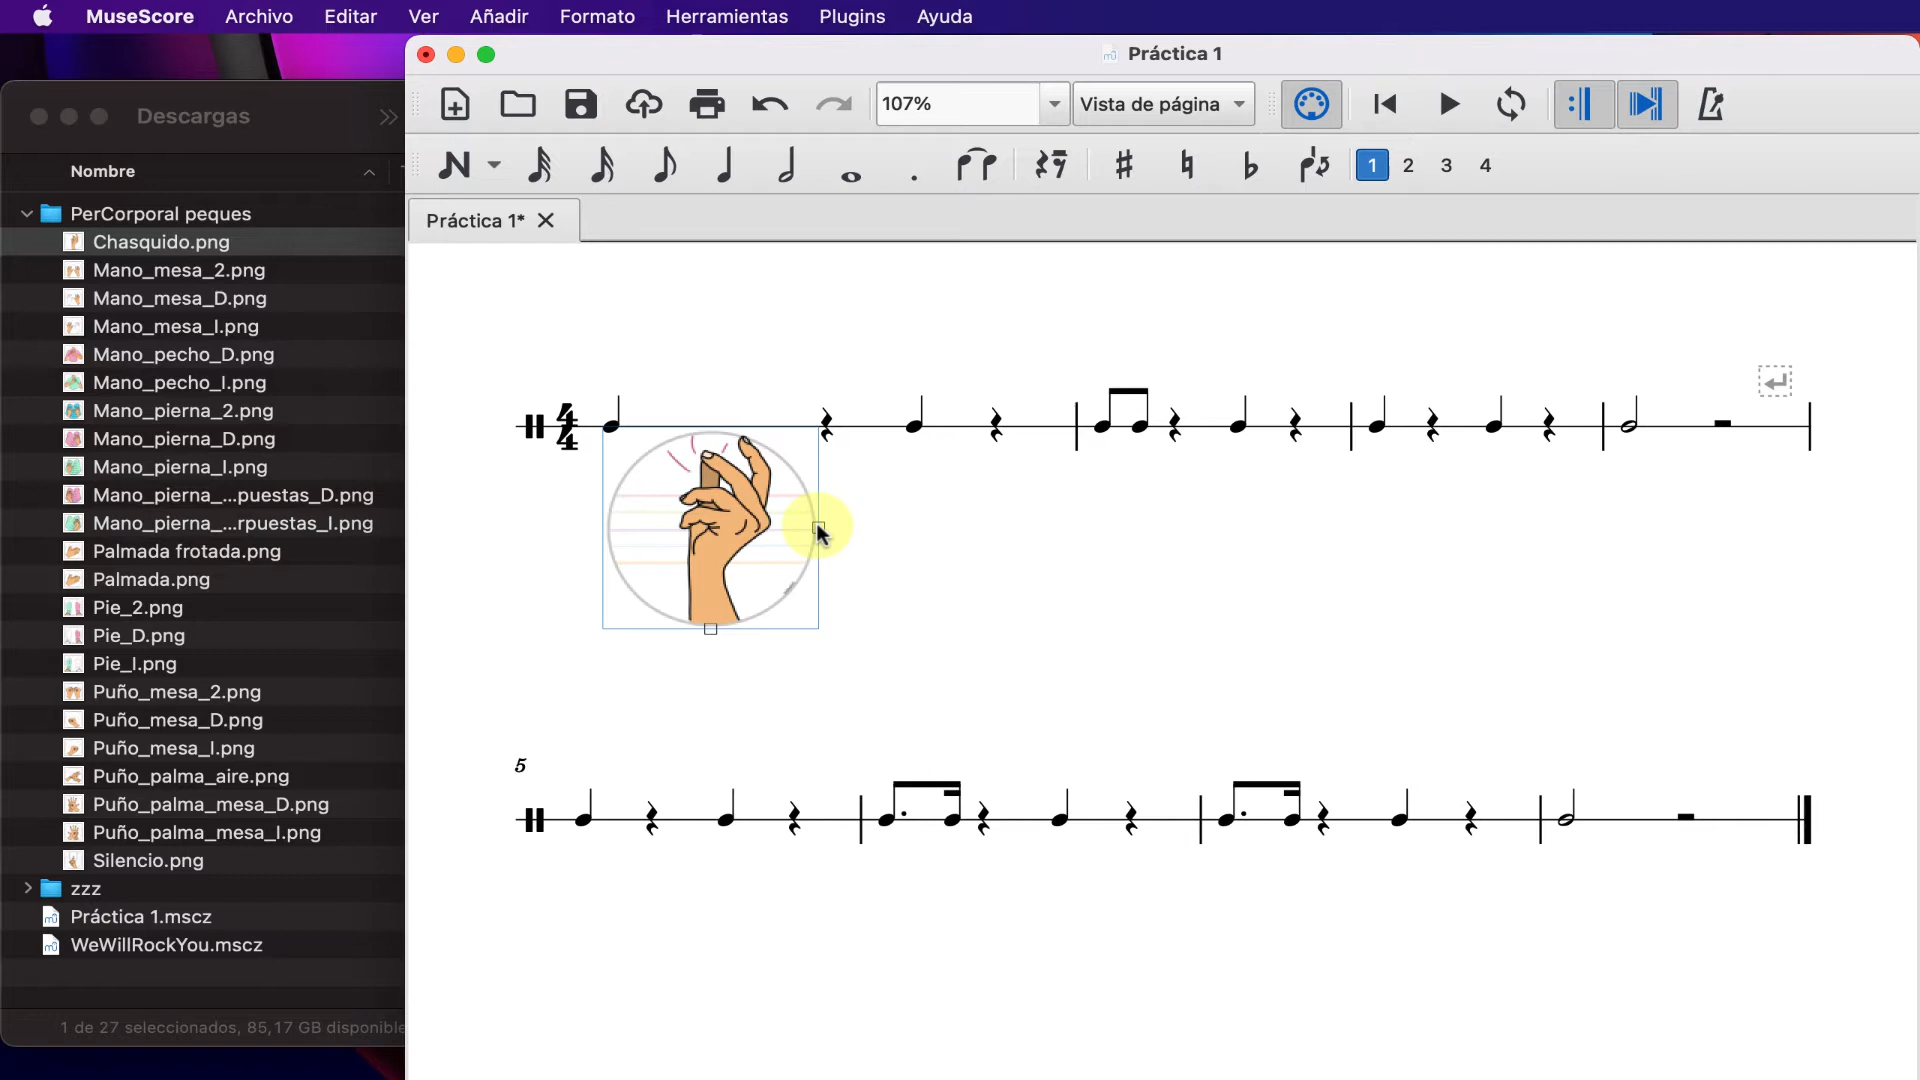 MuseScore Archivo Editar Ver Añadir Formato Herramientas Plugins Ayuda
Práctica 1
Descargas
107% Vista de página
Nombre
1 2 3 4
Práctica 1*
PerCorporal peques
Chasquido.png
Mano_mesa_2.png
Mano_mesa_D.png
Mano_mesa_I.png
Mano_pecho_D.png
Mano_pecho_I.png
Mano_pierna_2.png
Mano_pierna_D.png
Mano_pierna_I.png
Mano_pierna_...puestas_D.png
Mano_pierna_...rpuestas_I.png
Palmada frotada.png
Palmada.png
Pie_2.png
Pie_D.png
Pie_I.png
Puño_mesa_2.png
Puño_mesa_D.png
Puño_mesa_I.png
Puño_palma_aire.png
Puño_palma_mesa_D.png
Puño_palma_mesa_I.png
Silencio.png
zzz
Práctica 1.mscz
WeWillRockYou.mscz
1 de 27 seleccionados, 85,17 GB disponible
4
4
5